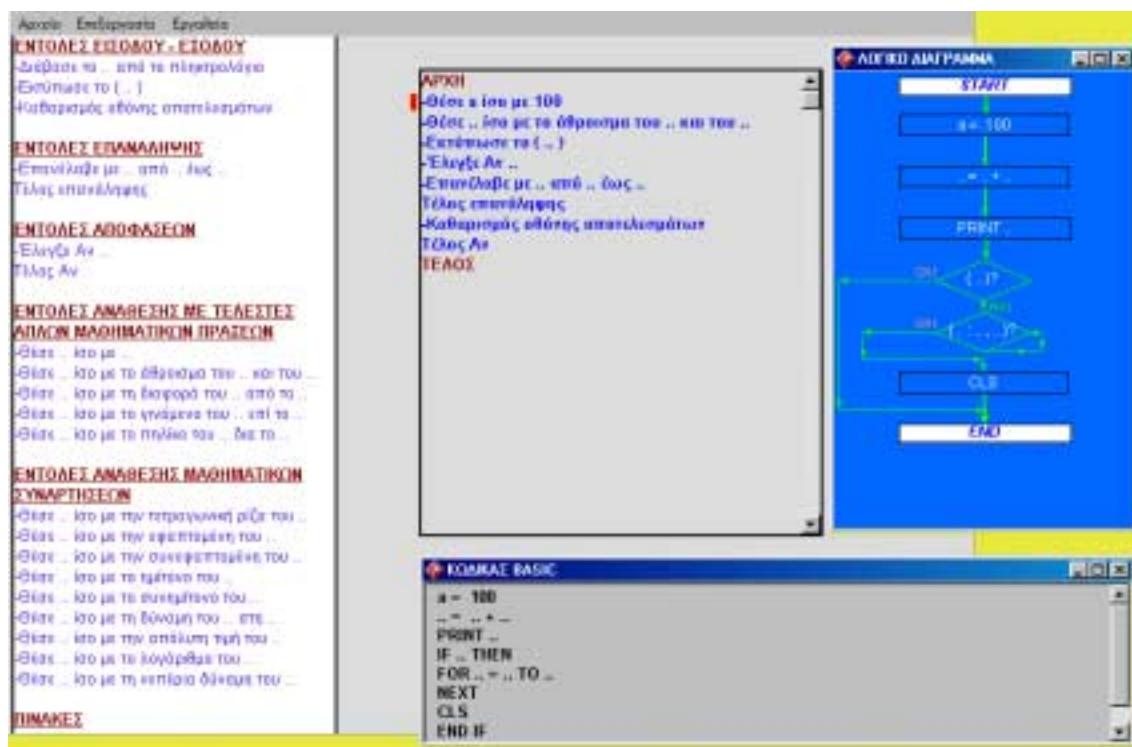 Αρχείο Επεξεργασία Εργαλεία
ΕΝΤΟΛΕΣ ΕΙΣΟΔΟΥ - ΕΞΟΔΟΥ
-Διάβασε το .. από το πληκτρολόγιο
-Εκτύπωσε το ( .. )
-Καθαρισμός οθόνης αποτελεσμάτων
ΕΝΤΟΛΕΣ ΕΠΑΝΑΛΗΨΗΣ
-Επανέλαβε με .. από .. έως ..
Τέλος επανάληψης
ΕΝΤΟΛΕΣ ΑΠΟΦΑΣΕΩΝ
-Έλεγξε Αν ..
Τέλος Αν
ΕΝΤΟΛΕΣ ΑΝΑΘΕΣΗΣ ΜΕ ΤΕΛΕΣΤΕΣ
ΑΠΛΩΝ ΜΑΘΗΜΑΤΙΚΩΝ ΠΡΑΞΕΩΝ
-Θέσε .. ίσο με ..
-Θέσε .. ίσο με το άθροισμα του .. και του ..
-Θέσε .. ίσο με τη διαφορά του .. από το ..
-Θέσε .. ίσο με το γινόμενο του .. επί το ..
-Θέσε .. ίσο με το πηλίκο του .. δια το ..
ΕΝΤΟΛΕΣ ΑΝΑΘΕΣΗΣ ΜΑΘΗΜΑΤΙΚΩΝ
ΣΥΝΑΡΤΗΣΕΩΝ
-Θέσε .. ίσο με την τετραγωνική ρίζα του ..
-Θέσε .. ίσο με την εφαπτομένη του ..
-Θέσε .. ίσο με την συνεφαπτομένη του ..
-Θέσε .. ίσο με το ημίτονο του ..
-Θέσε .. ίσο με το συνημίτονο του ..
-Θέσε .. ίσο με τη δύναμη του .. στο ..
-Θέσε .. ίσο με την απόλυτη τιμή του ..
-Θέσε .. ίσο με το λογάριθμο του ..
-Θέσε .. ίσο με τη νεπέρια δύναμη του ..
ΠΙΝΑΚΕΣ
ΑΡΧΗ
-Θέσε a ίσο με 100
-Θέσε .. ίσο με το άθροισμα του .. και του ..
-Εκτύπωσε το ( .. )
-Έλεγξε Αν ..
-Επανέλαβε με .. από .. έως ..
Τέλος επανάληψης
-Καθαρισμός οθόνης αποτελεσμάτων
Τέλος Αν
ΤΕΛΟΣ
ΛΟΓΙΚΟ ΔΙΑΓΡΑΜΜΑ
START
a = 100
.. = .. + ..
PRINT ..
ΟΧΙ
( .. )?
ΝΑΙ
ΟΧΙ
CLS
END
ΚΩΔΙΚΑΣ BASIC
a = 100
.. = .. + ..
PRINT ..
IF .. THEN
FOR .. = .. TO ..
NEXT
CLS
END IF